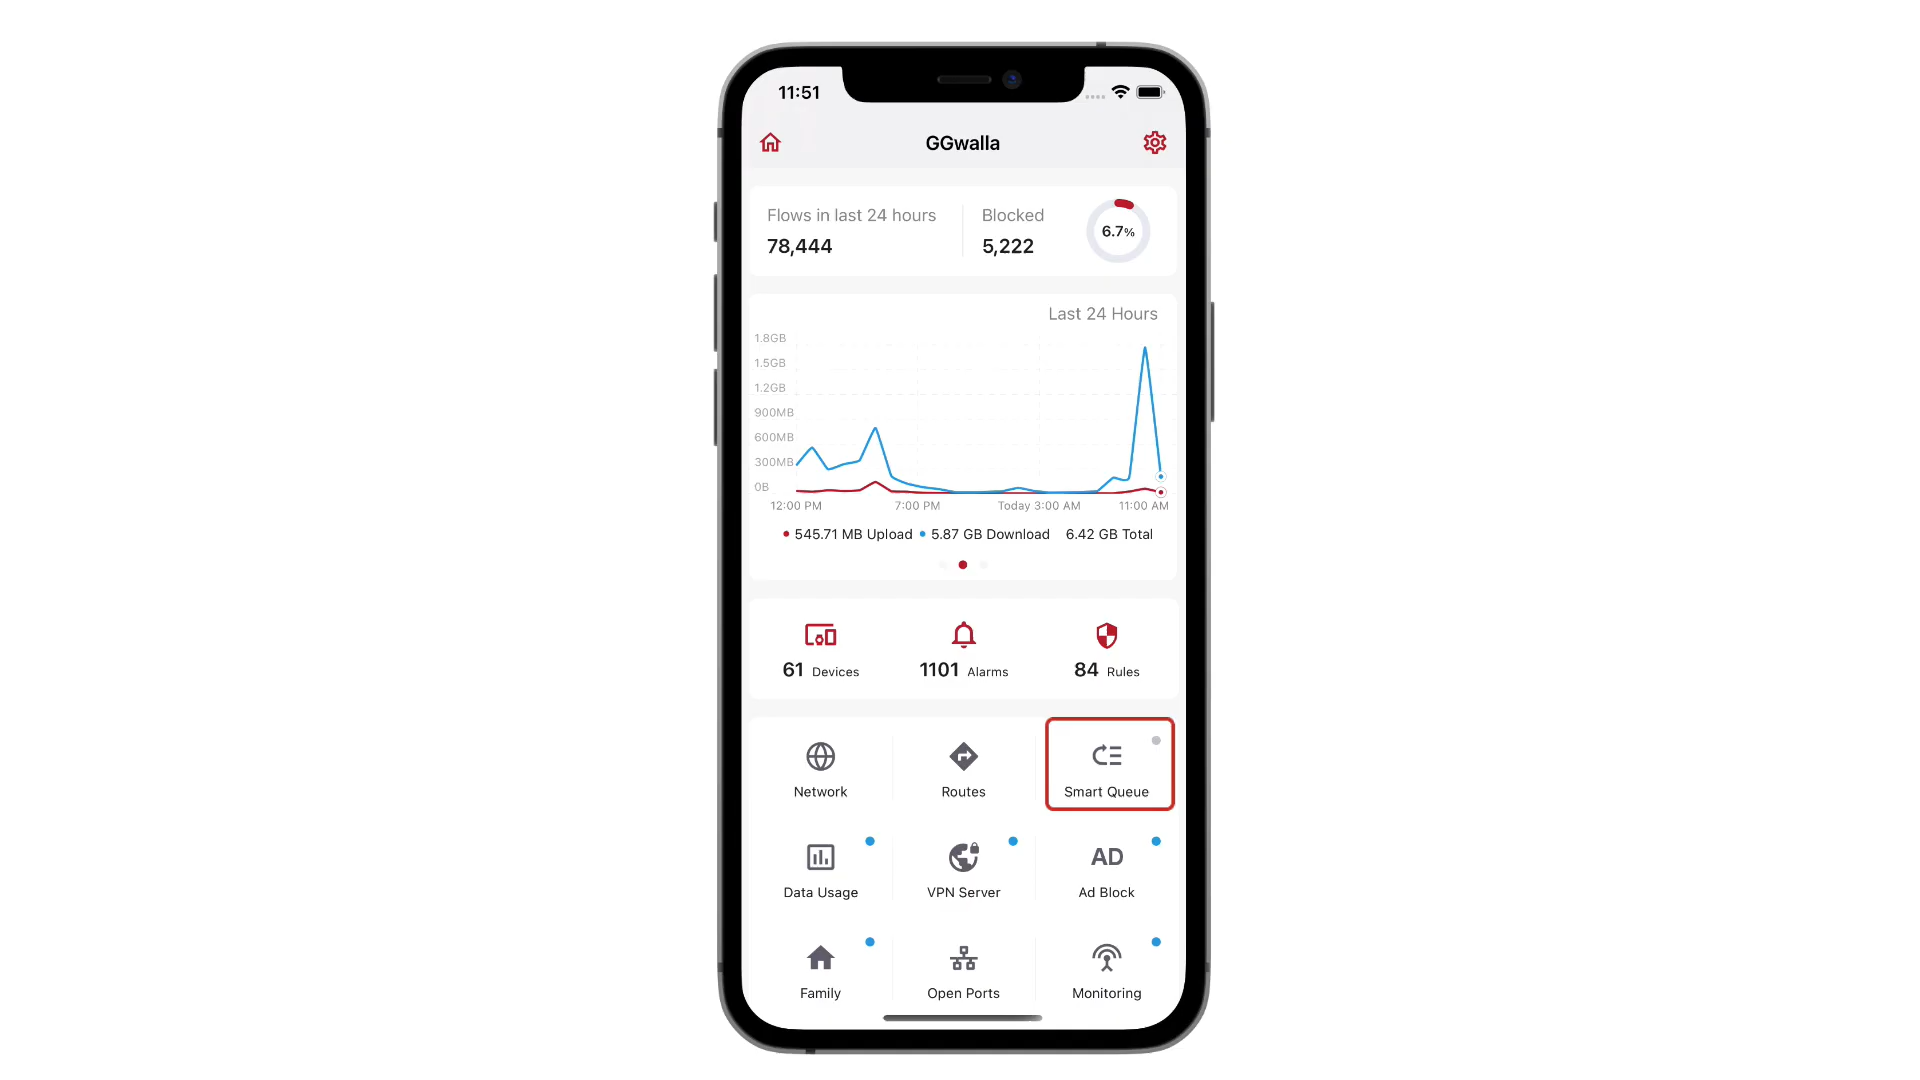 11:51
GGwalla
Flows in last 24 hours
78,444
Blocked
5,222
6.7%
Last 24 Hours
1.8GB
1.5GB
1.2GB
900MB
600MB
300MB
0B
12:00 PM 7:00 PM Today 3:00 AM 11:00 AM
545.71 MB Upload 5.87 GB Download 6.42 GB Total
61 Devices 1101 Alarms 84 Rules
Network Routes Smart Queue
AD
Data Usage VPN Server Ad Block
Family Open Ports Monitoring